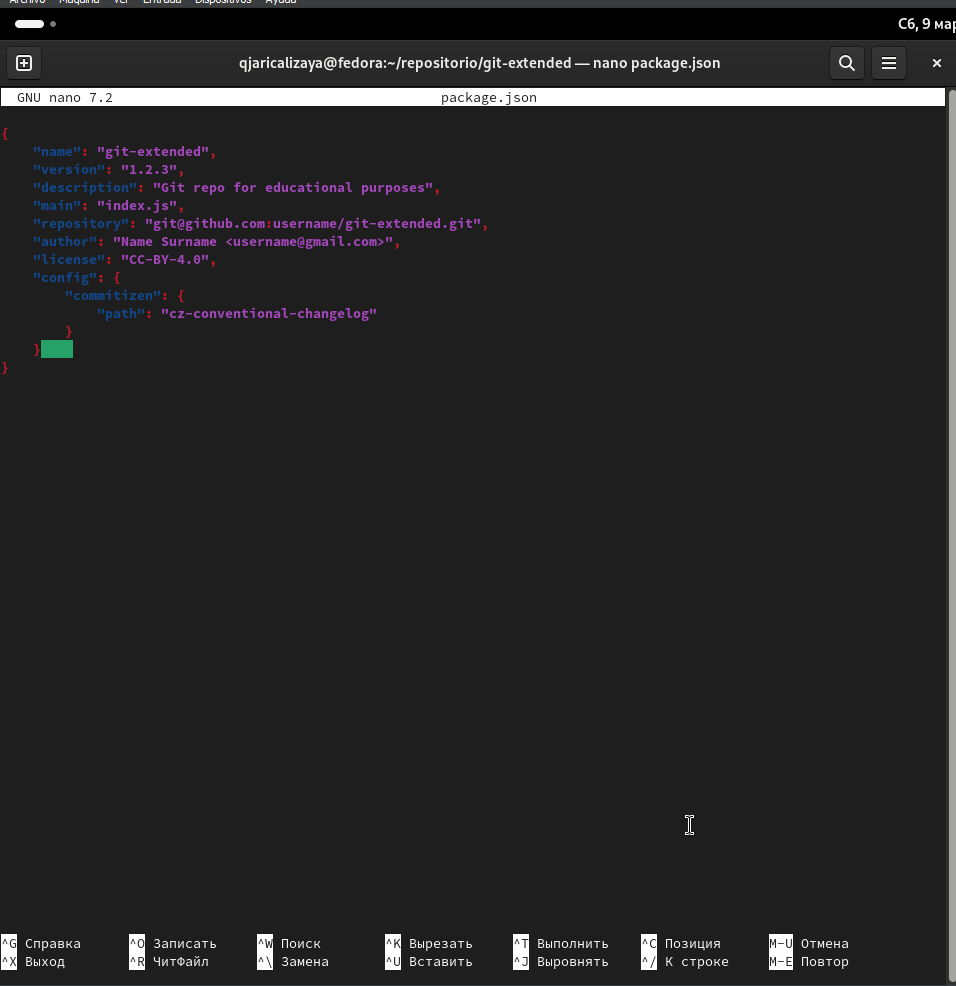 Archivo Máquina Ver Entrada Dispositivos Ayuda
Сб, 9 мар
qjaricalizaya@fedora:~/repositorio/git-extended — nano package.json
GNU nano 7.2 package.json
{
"name": "git-extended",
"version": "1.2.3",
"description": "Git repo for educational purposes",
"main": "index.js",
"repository": "git@github.com:username/git-extended.git",
"author": "Name Surname <username@gmail.com>",
"license": "CC-BY-4.0",
"config": {
"commitizen": {
"path": "cz-conventional-changelog"
}
}
}
^G Справка ^O Записать ^W Поиск ^K Вырезать ^T Выполнить ^C Позиция M-U Отмена
^X Выход ^R ЧитФайл ^\ Замена ^U Вставить ^J Выровнять ^/ К строке M-E Повтор